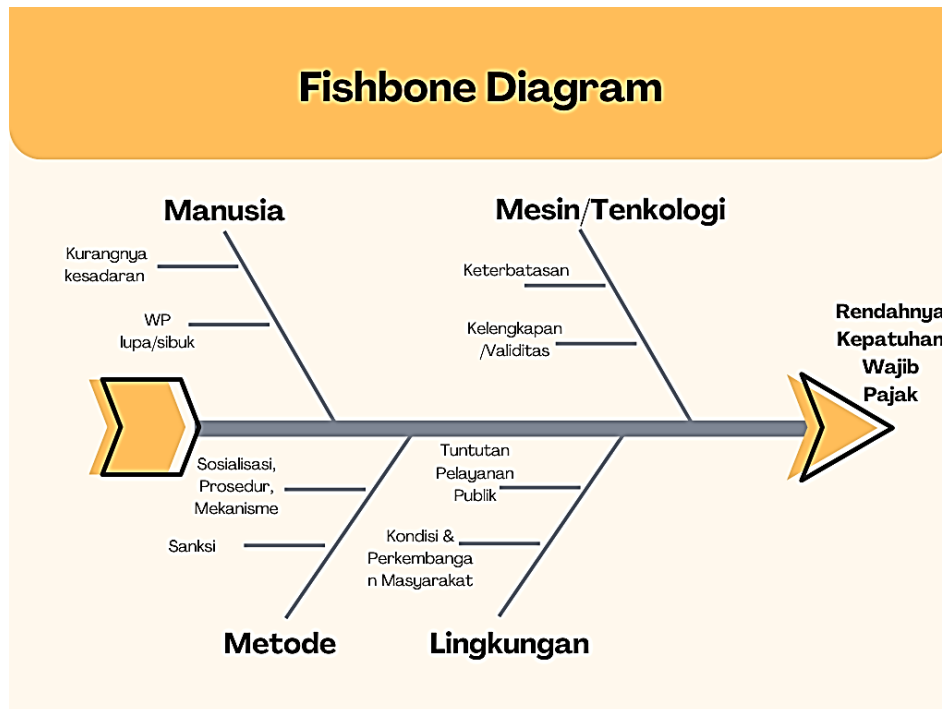 Fishbone Diagram
Manusia
Mesin/Tenkologi
Kurangnya
kesadaran
WP
lupa/sibuk
Keterbatasan
Kelengkapan
/Validitas
Rendahnya
Kepatuhan
Wajib
Pajak
Sosialisasi,
Prosedur,
Mekanisme
Sanksi
Tuntutan
Pelayanan
Publik
Kondisi &
Perkembanga
n Masyarakat
Metode
Lingkungan